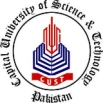 Capital University of Science & Technology
CUST
Pakistan